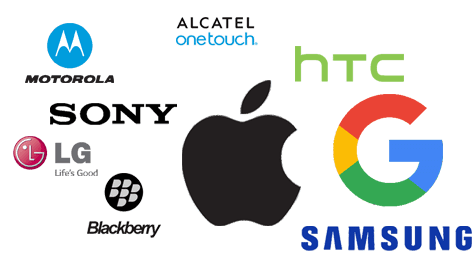 ALCATEL
onetouch.
MOTOROLA
hTC
SONY
G
LG
Life's Good
Blackberry
SAMSUNG